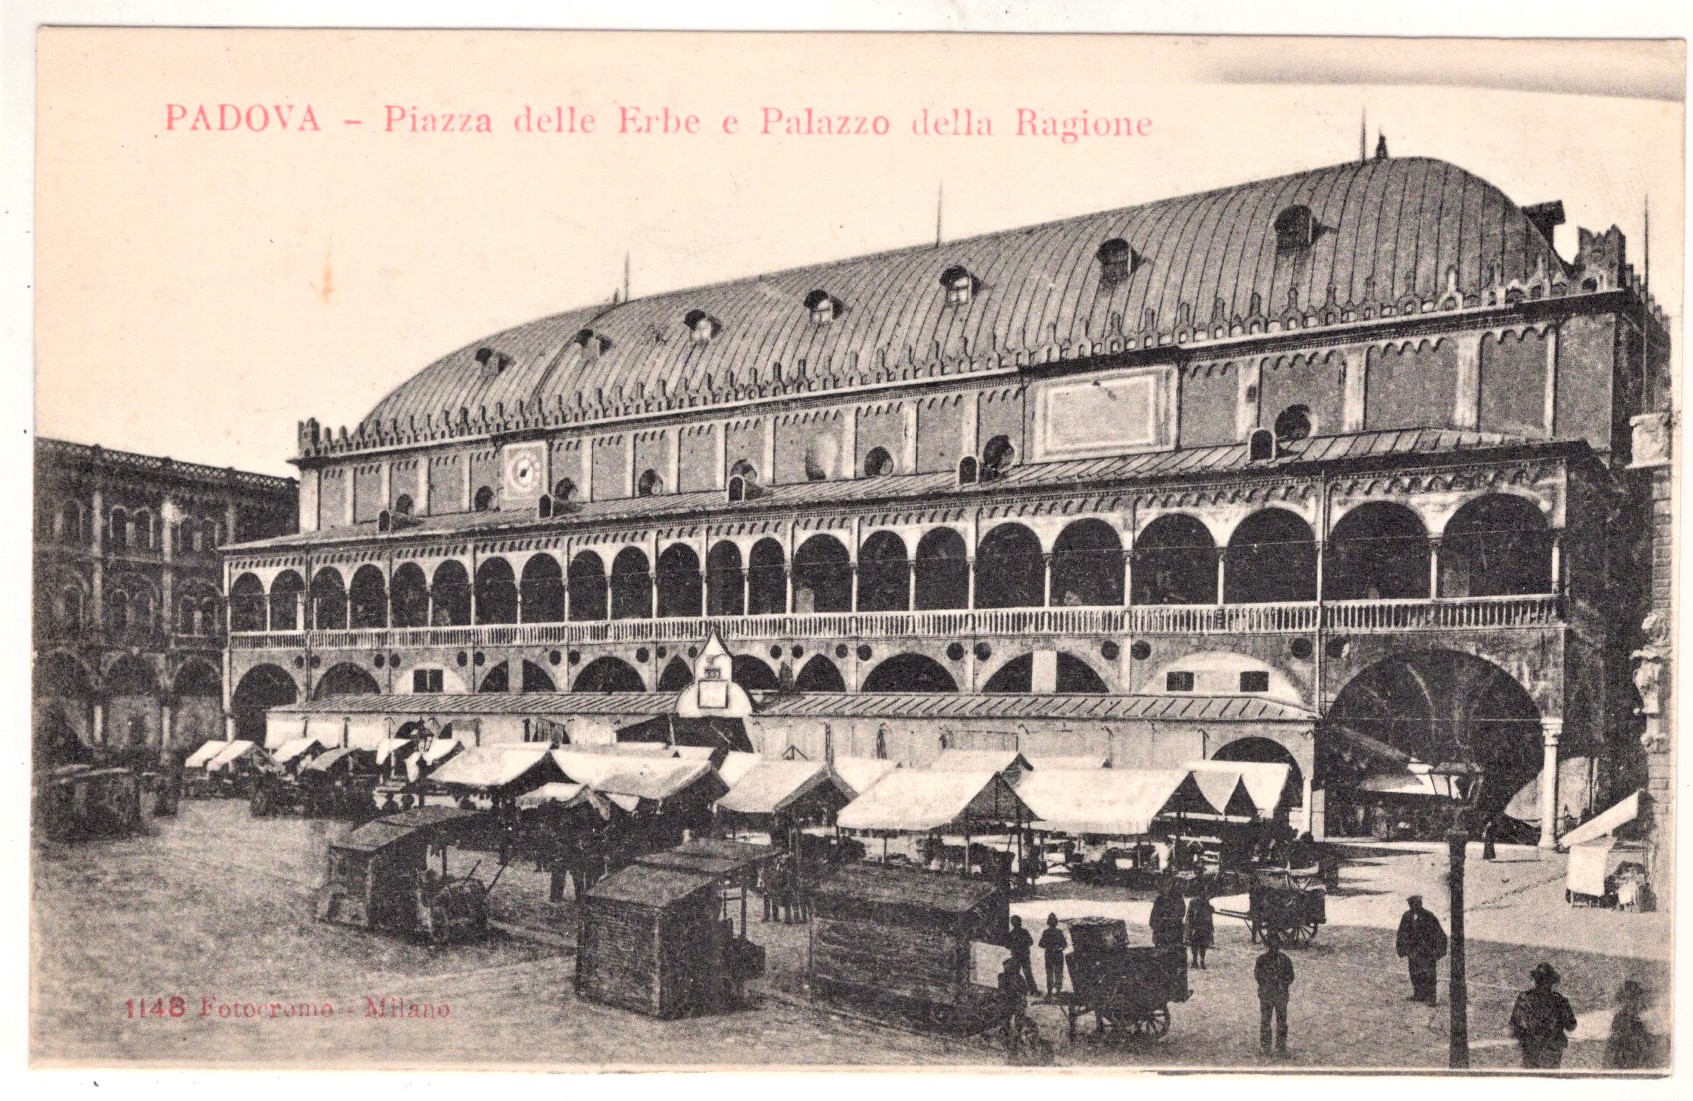 PADOVA – Piazza delle Erbe e Palazzo della Ragione
1148 Fotocromo - Milano